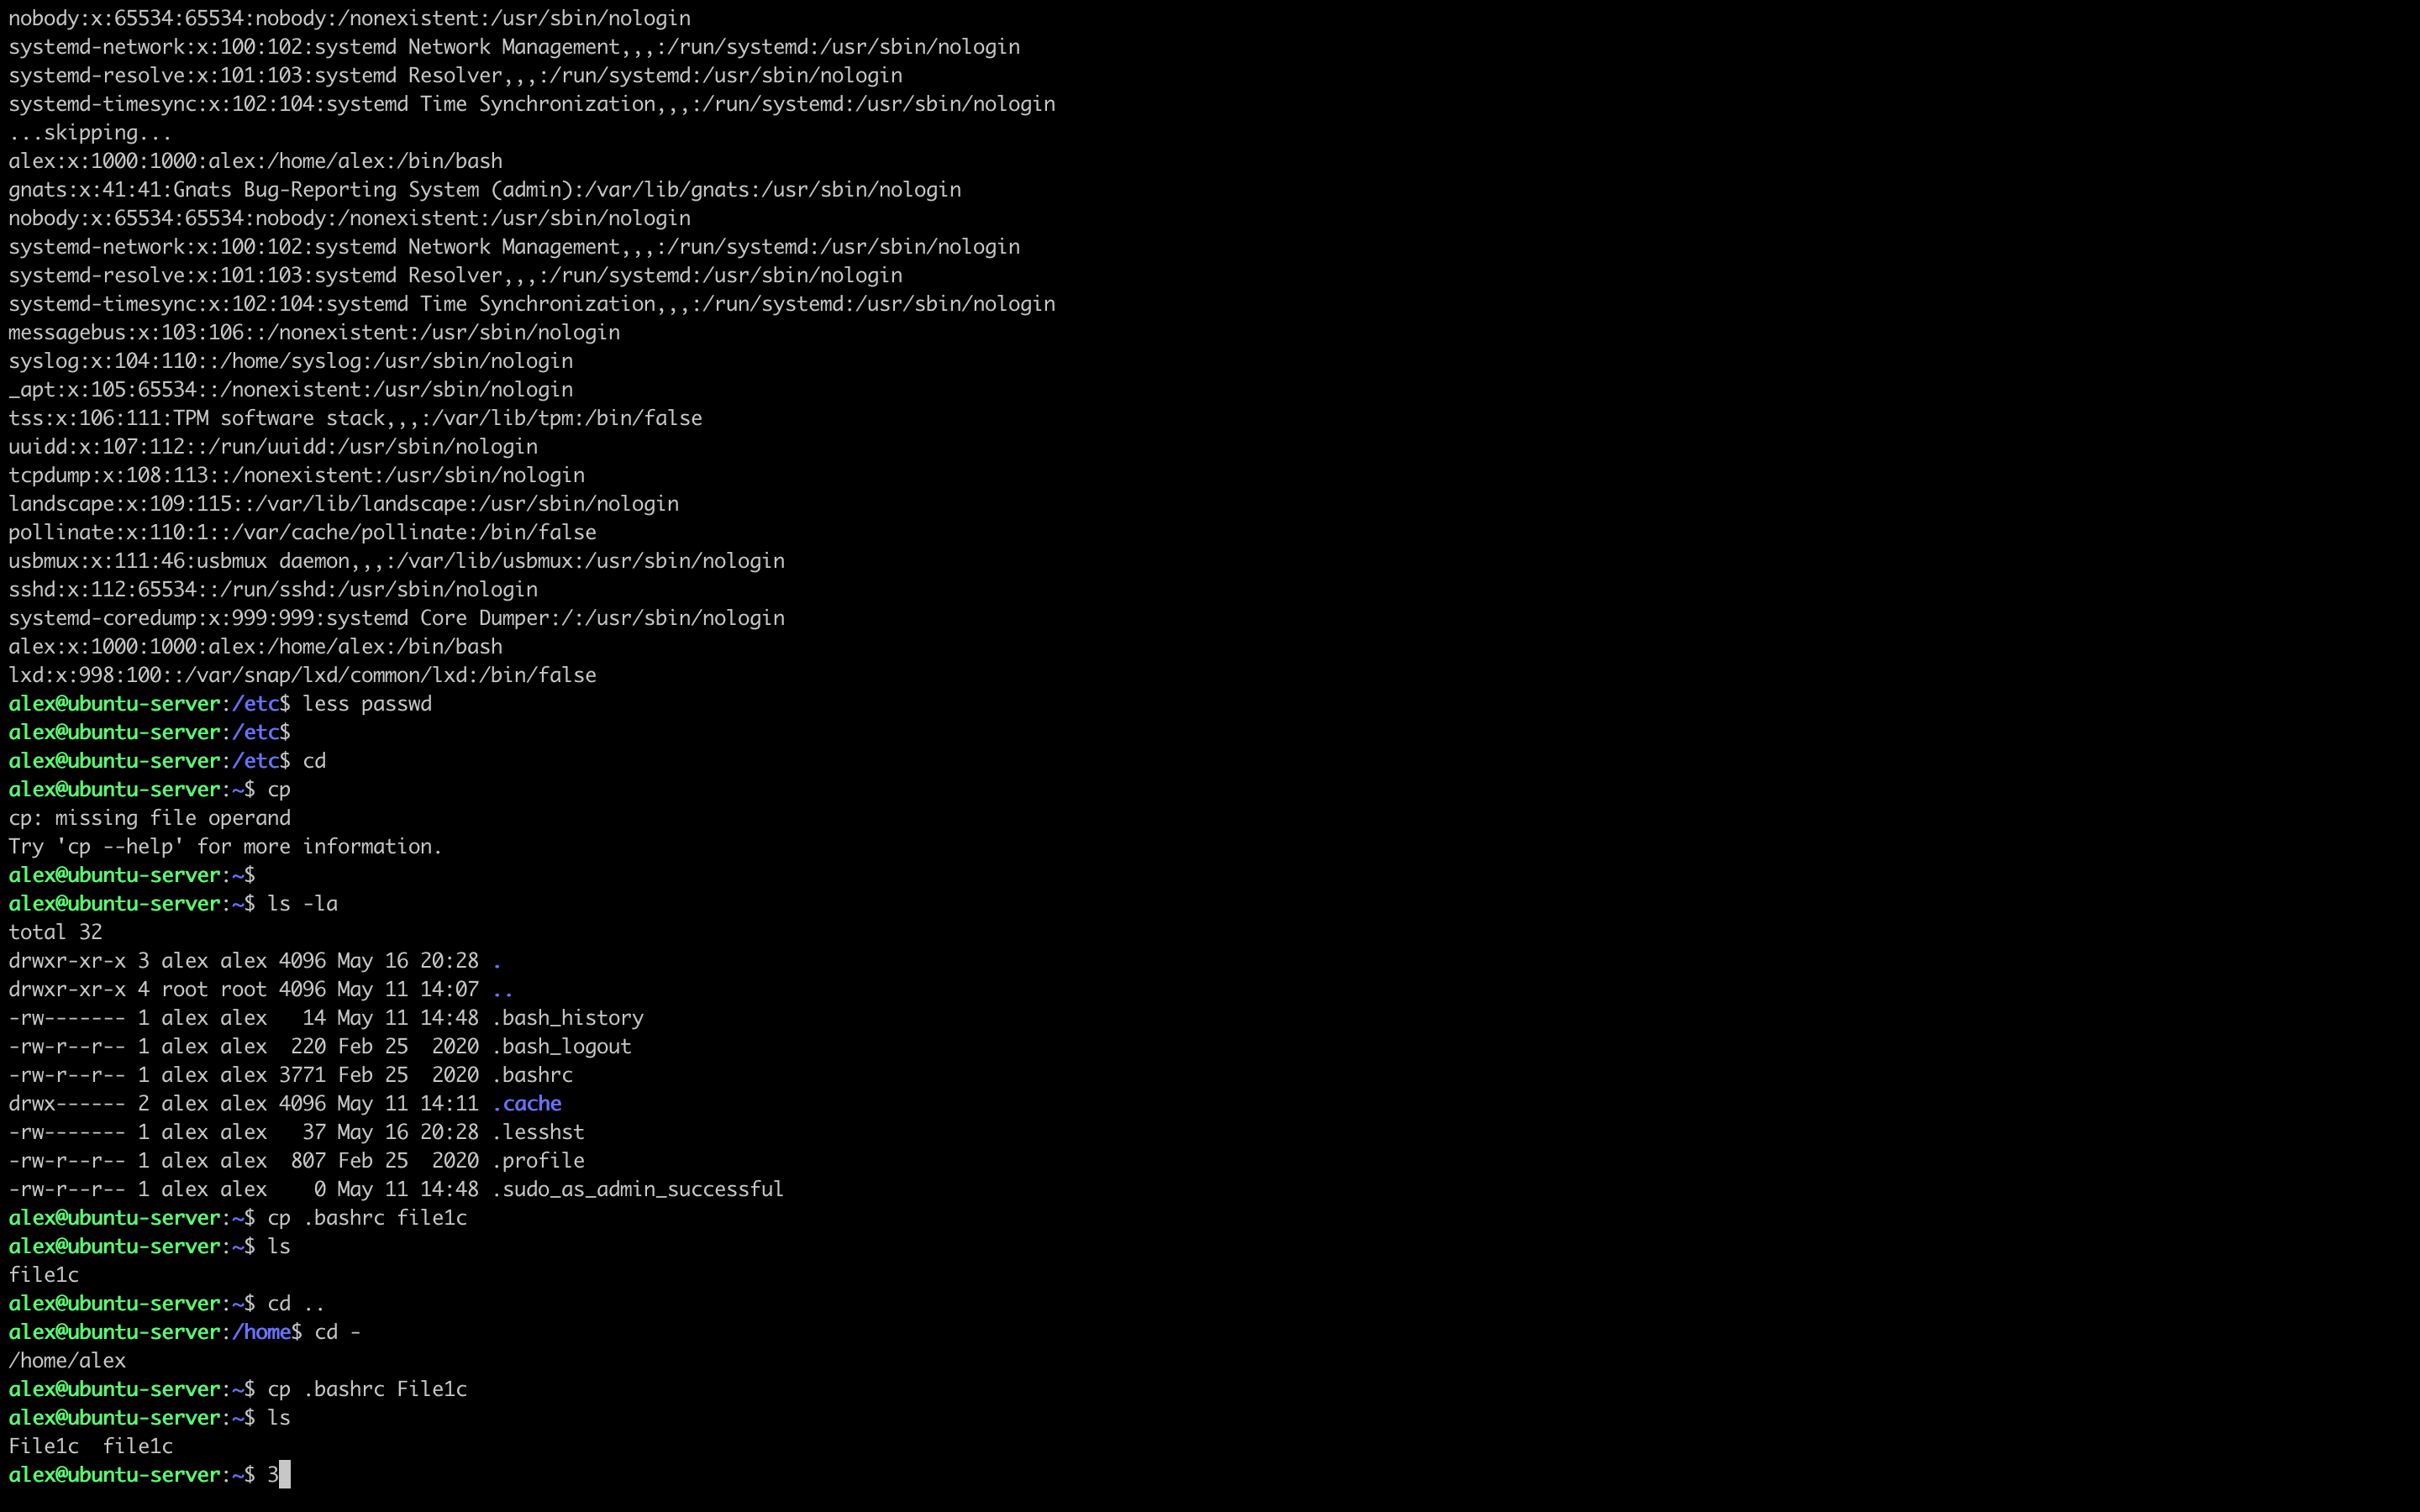 nobody:x:65534:65534:nobody:/nonexistent:/usr/sbin/nologin
systemd-network:x:100:102:systemd Network Management,,,:/run/systemd:/usr/sbin/nologin
systemd-resolve:x:101:103:systemd Resolver,,,:/run/systemd:/usr/sbin/nologin
systemd-timesync:x:102:104:systemd Time Synchronization,,,:/run/systemd:/usr/sbin/nologin
...skipping...
alex:x:1000:1000:alex:/home/alex:/bin/bash
gnats:x:41:41:Gnats Bug-Reporting System (admin):/var/lib/gnats:/usr/sbin/nologin
nobody:x:65534:65534:nobody:/nonexistent:/usr/sbin/nologin
systemd-network:x:100:102:systemd Network Management,,,:/run/systemd:/usr/sbin/nologin
systemd-resolve:x:101:103:systemd Resolver,,,:/run/systemd:/usr/sbin/nologin
systemd-timesync:x:102:104:systemd Time Synchronization,,,:/run/systemd:/usr/sbin/nologin
messagebus:x:103:106::/nonexistent:/usr/sbin/nologin
syslog:x:104:110::/home/syslog:/usr/sbin/nologin
_apt:x:105:65534::/nonexistent:/usr/sbin/nologin
tss:x:106:111:TPM software stack,,,:/var/lib/tpm:/bin/false
uuidd:x:107:112::/run/uuidd:/usr/sbin/nologin
tcpdump:x:108:113::/nonexistent:/usr/sbin/nologin
landscape:x:109:115::/var/lib/landscape:/usr/sbin/nologin
pollinate:x:110:1::/var/cache/pollinate:/bin/false
usbmux:x:111:46:usbmux daemon,,,:/var/lib/usbmux:/usr/sbin/nologin
sshd:x:112:65534::/run/sshd:/usr/sbin/nologin
systemd-coredump:x:999:999:systemd Core Dumper:/:/usr/sbin/nologin
alex:x:1000:1000:alex:/home/alex:/bin/bash
lxd:x:998:100::/var/snap/lxd/common/lxd:/bin/false
alex@ubuntu-server:/etc$ less passwd
alex@ubuntu-server:/etc$
alex@ubuntu-server:/etc$ cd
alex@ubuntu-server:~$ cp
cp: missing file operand
Try 'cp --help' for more information.
alex@ubuntu-server:~$
alex@ubuntu-server:~$ ls -la
total 32
drwxr-xr-x 3 alex alex 4096 May 16 20:28 .
drwxr-xr-x 4 root root 4096 May 11 14:07 ..
-rw------- 1 alex alex   14 May 11 14:48 .bash_history
-rw-r--r-- 1 alex alex  220 Feb 25  2020 .bash_logout
-rw-r--r-- 1 alex alex 3771 Feb 25  2020 .bashrc
drwx------ 2 alex alex 4096 May 11 14:11 .cache
-rw------- 1 alex alex   37 May 16 20:28 .lesshst
-rw-r--r-- 1 alex alex  807 Feb 25  2020 .profile
-rw-r--r-- 1 alex alex    0 May 11 14:48 .sudo_as_admin_successful
alex@ubuntu-server:~$ cp .bashrc file1c
alex@ubuntu-server:~$ ls
file1c
alex@ubuntu-server:~$ cd ..
alex@ubuntu-server:/home$ cd -
/home/alex
alex@ubuntu-server:~$ cp .bashrc File1c
alex@ubuntu-server:~$ ls
File1c  file1c
alex@ubuntu-server:~$ 3